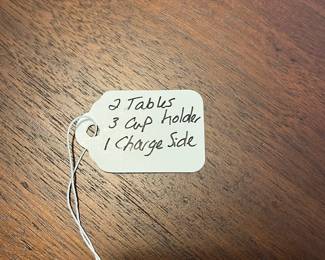 2 Tables
3 Cup holder
1 Charge Side